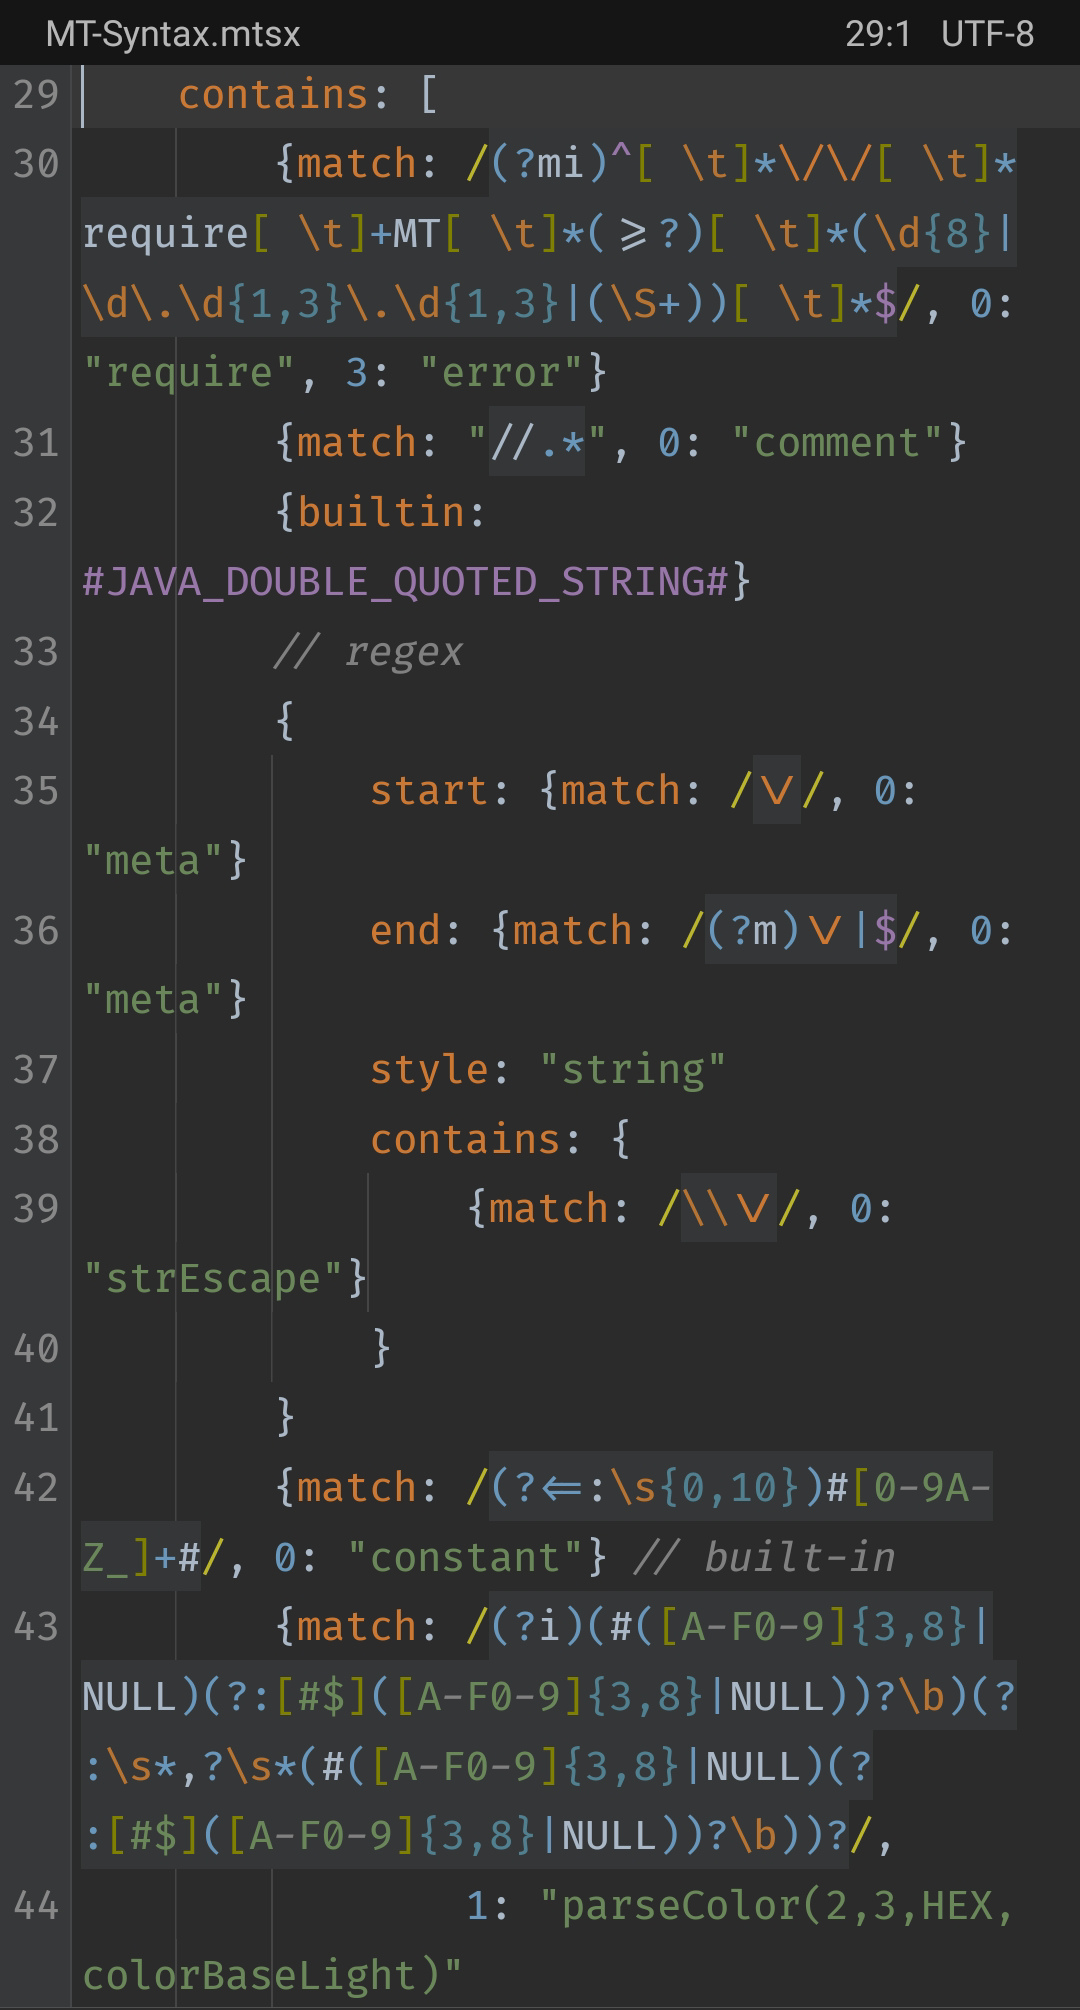 MT-Syntax.mtsx 29:1 UTF-8
29 contains: [
30 {match: /(?mi)^[ \t]*\/\/[ \t]*
require[ \t]+MT[ \t]*(>=?)[ \t]*(\d{8}|
\d\.\d{1,3}\.\d{1,3}|(\S+))[ \t]*$/, 0:
"require", 3: "error"}
31 {match: "//.*", 0: "comment"}
32 {builtin:
#JAVA_DOUBLE_QUOTED_STRING#}
33 // regex
34 {
35 start: {match: /\//, 0:
"meta"}
36 end: {match: /(?m)\/|$/, 0:
"meta"}
37 style: "string"
38 contains: {
39 {match: /\\\//, 0:
"strEscape"}
40 }
41 }
42 {match: /(?<=:\s{0,10})#[0-9A-
Z_]+#/, 0: "constant"} // built-in
43 {match: /(?i)(#([A-F0-9]{3,8}|
NULL)(?:[#$]([A-F0-9]{3,8}|NULL))?\b)(?
:\s*,?\s*(#([A-F0-9]{3,8}|NULL)(?
:[#$]([A-F0-9]{3,8}|NULL))?\b))?/,
44 1: "parseColor(2,3,HEX,
colorBaseLight)"